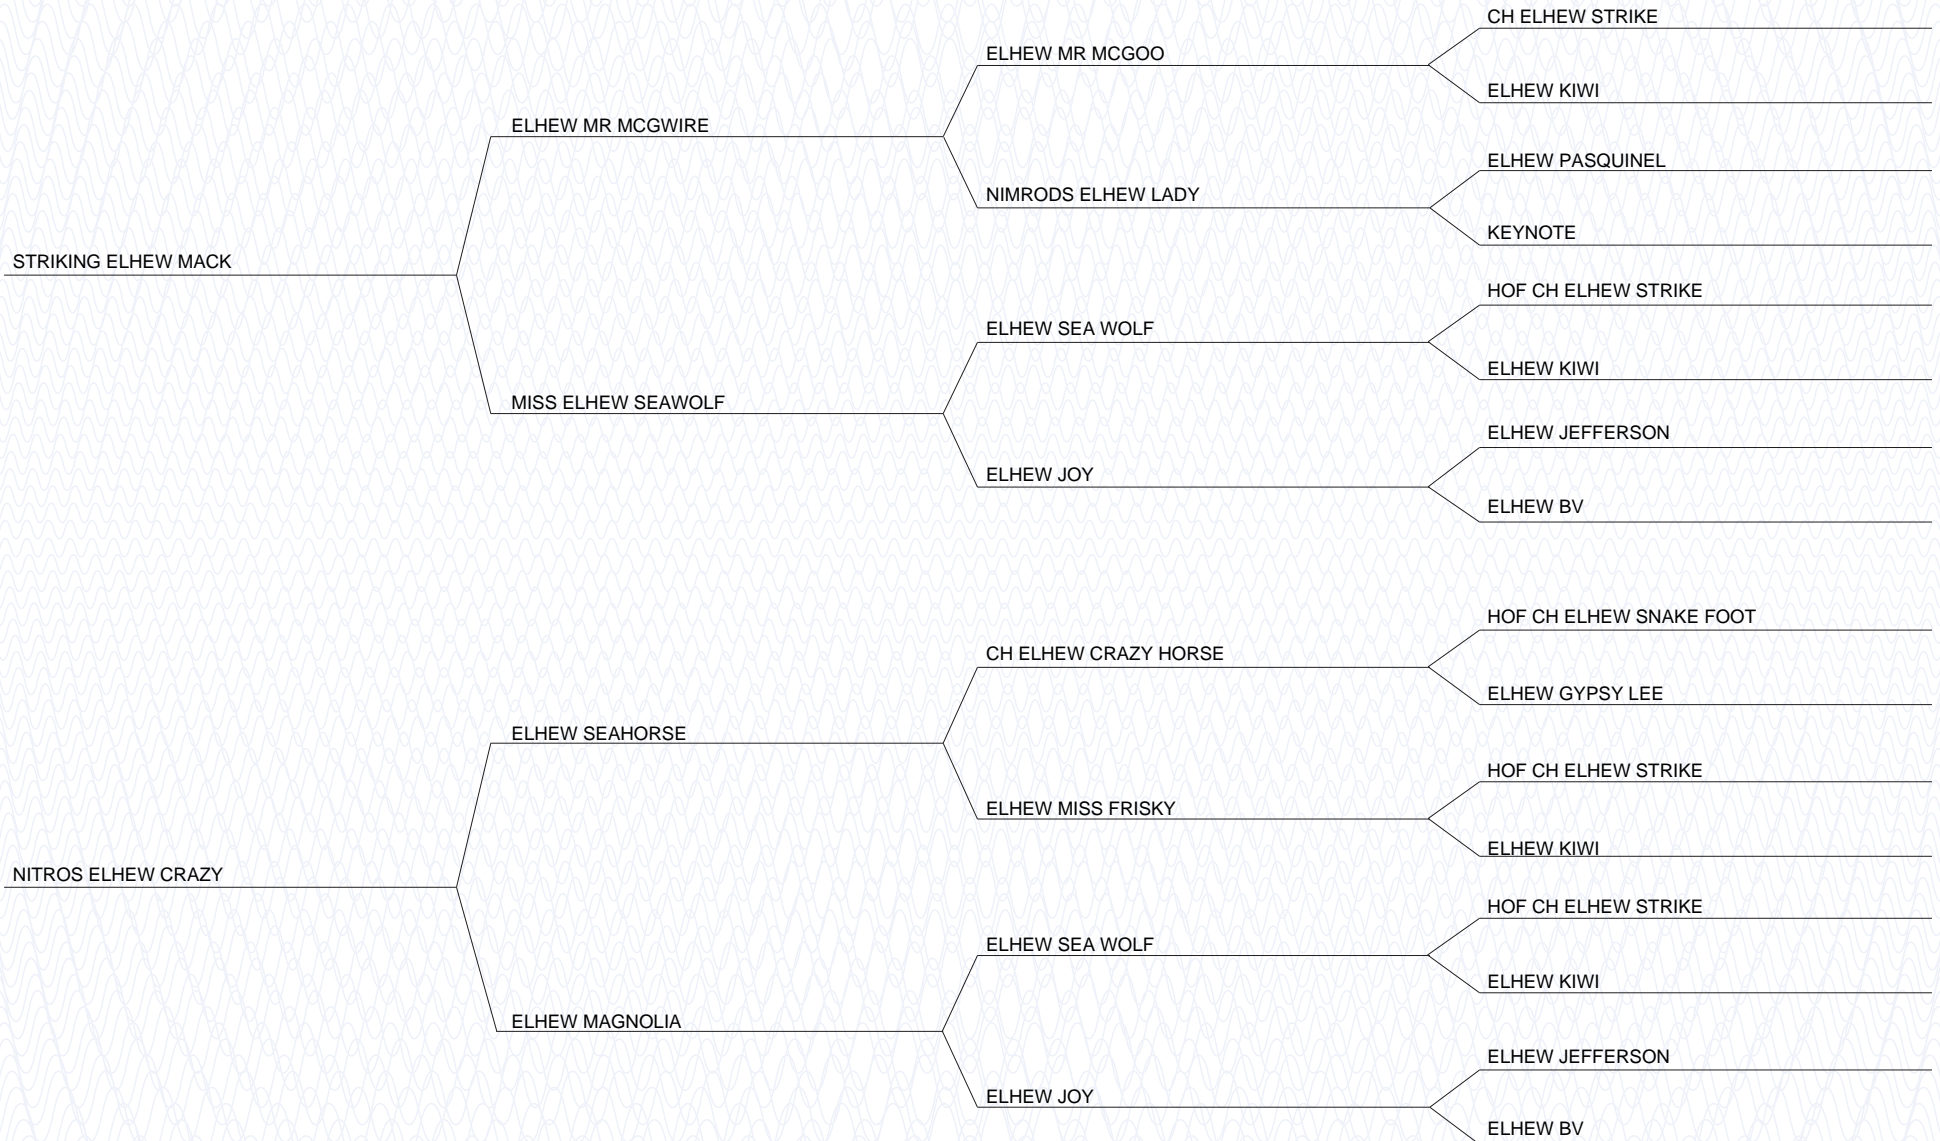 CH ELHEW STRIKE
ELHEW MR MCGOO
ELHEW KIWI
ELHEW MR MCGWIRE
ELHEW PASQUINEL
NIMRODS ELHEW LADY
KEYNOTE
STRIKING ELHEW MACK
HOF CH ELHEW STRIKE
ELHEW SEA WOLF
ELHEW KIWI
MISS ELHEW SEAWOLF
ELHEW JEFFERSON
ELHEW JOY
ELHEW BV
HOF CH ELHEW SNAKE FOOT
CH ELHEW CRAZY HORSE
ELHEW GYPSY LEE
ELHEW SEAHORSE
HOF CH ELHEW STRIKE
ELHEW MISS FRISKY
ELHEW KIWI
NITROS ELHEW CRAZY
HOF CH ELHEW STRIKE
ELHEW SEA WOLF
ELHEW KIWI
ELHEW MAGNOLIA
ELHEW JEFFERSON
ELHEW JOY
ELHEW BV